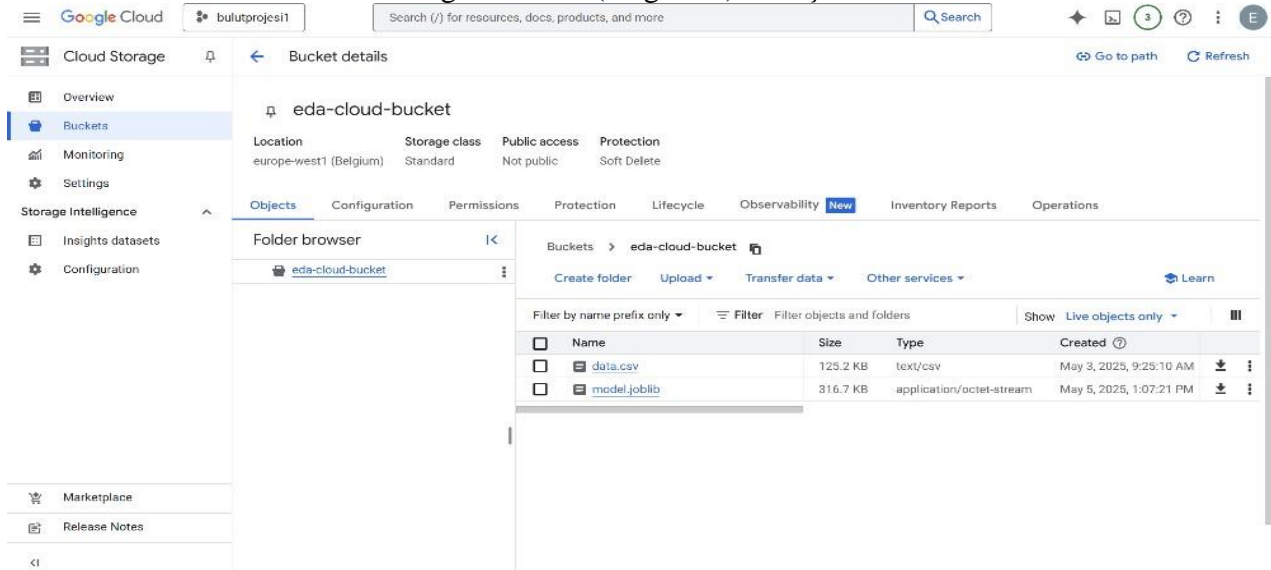 Google Cloud bulutprojesi1 Search (/) for resources, docs, products, and more Search 3 E
Cloud Storage Bucket details Go to path Refresh
Overview
Buckets
Monitoring
Settings
Storage Intelligence
Insights datasets
Configuration
Marketplace
Release Notes
eda-cloud-bucket
Location Storage class Public access Protection
europe-west1 (Belgium) Standard Not public Soft Delete
Objects Configuration Permissions Protection Lifecycle Observability New Inventory Reports Operations
Folder browser
eda-cloud-bucket
Buckets > eda-cloud-bucket
Create folder Upload Transfer data Other services Learn
Filter by name prefix only Filter Filter objects and folders Show Live objects only
Name Size Type Created
data.csv 125.2 KB text/csv May 3, 2025, 9:25:10 AM
model.joblib 316.7 KB application/octet-stream May 5, 2025, 1:07:21 PM